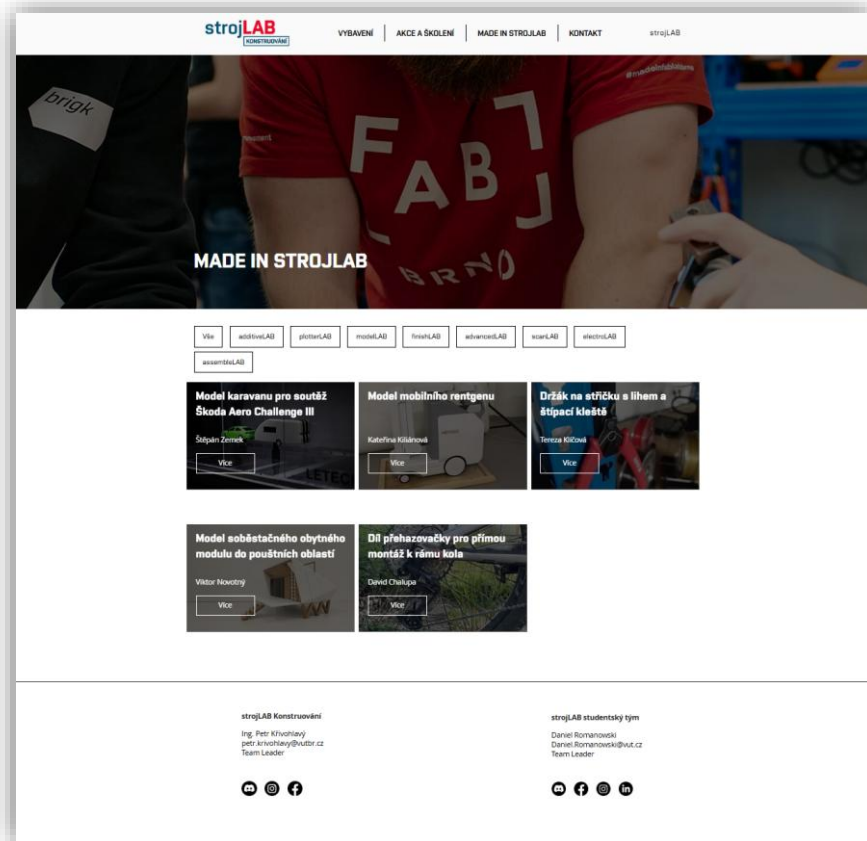 strojLAB
KONSTRUOVÁNÍ
VYBAVENÍ
AKCE A ŠKOLENÍ
MADE IN STROJLAB
KONTAKT
strojLAB
brigk
#madeinfablabbrno
FAB
BRNO
MADE IN STROJLAB
Vše
additiveLAB
plotterLAB
modelLAB
finishLAB
advancedLAB
scanLAB
electroLAB
assembleLAB
Model karavanu pro soutěž
Škoda Aero Challenge III
Štěpán Zemek
Více
LETEC
Model mobilního rentgenu
Kateřina Kiliánová
Více
Držák na střičku s lihem a
štípací kleště
Tereza Klíčová
Více
Model soběstačného obytného
modulu do pouštních oblastí
Viktor Novotný
Více
Díl přehazovačky pro přímou
montáž k rámu kola
David Chalupa
Více
strojLAB Konstruování
Ing. Petr Křivohlavý
petr.krivohlavy@vutbr.cz
Team Leader
strojLAB studentský tým
Daniel Romanowski
Daniel.Romanowski@vut.cz
Team Leader